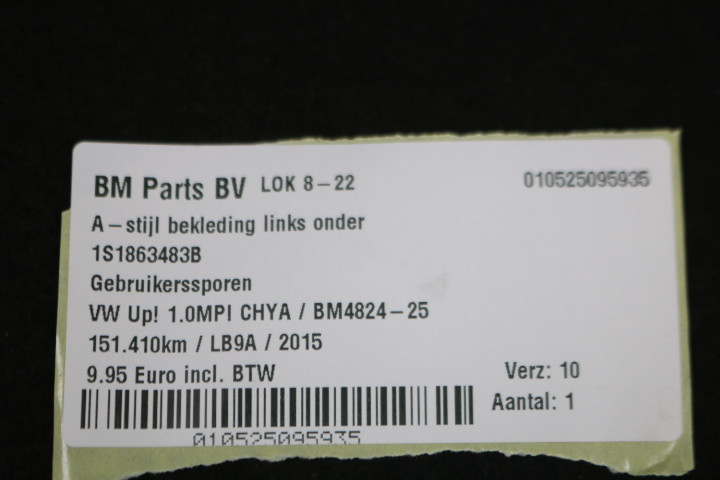 BM Parts BV LOK 8-22 010525095935
A-stijl bekleding links onder
1S1863483B
Gebruikerssporen
VW Up! 1.0MPI CHYA / BM4824-25
151.410km / LB9A / 2015
9.95 Euro incl. BTW Verz: 10
Aantal: 1
010525095935